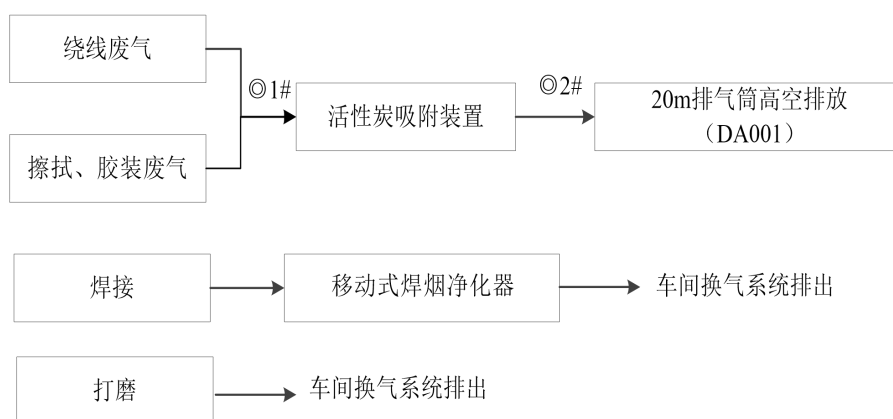 绕线废气
擦拭、胶装废气
◎1#
活性炭吸附装置
◎2#
20m排气筒高空排放
（DA001）
焊接
移动式焊烟净化器
车间换气系统排出
打磨
车间换气系统排出